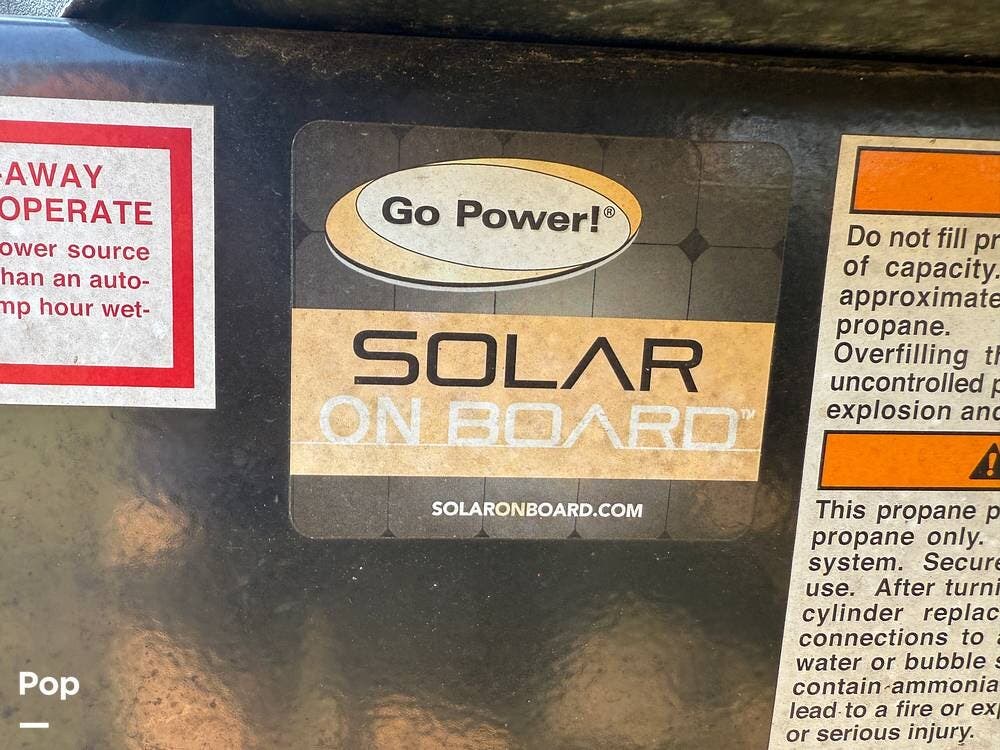 -AWAY
OPERATE
ower source
han an auto-
mp hour wet-
Go Power!®
SOLAR
ON BOARD™
SOLARONBOARD.COM
Do not fill pr
of capacity.
approximate
propane.
Overfilling th
uncontrolled p
explosion and
This propane p
propane only.
system. Secure
use. After turni
cylinder replac
connections to a
water or bubble s
contain ammonia
lead to a fire or exp
or serious injury.
Pop